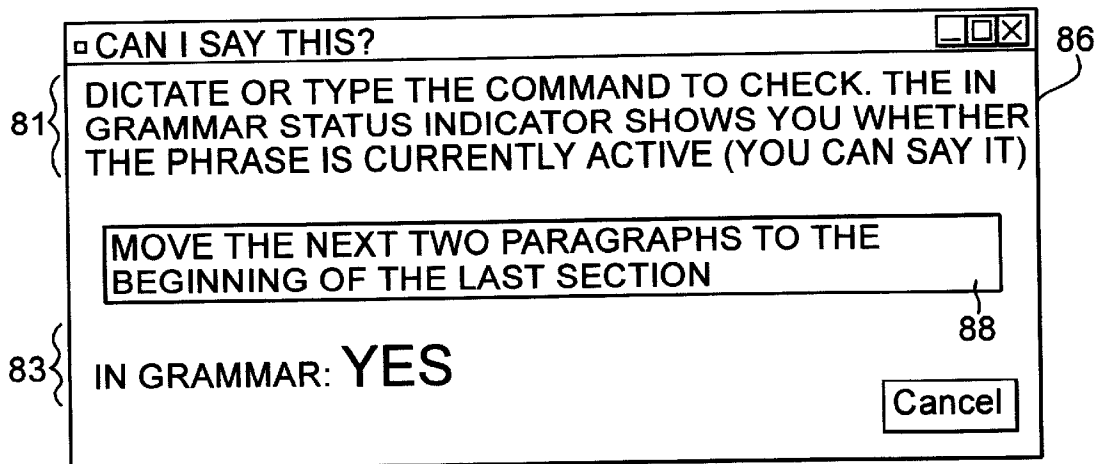 CAN I SAY THIS?
86
81
DICTATE OR TYPE THE COMMAND TO CHECK. THE IN
GRAMMAR STATUS INDICATOR SHOWS YOU WHETHER
THE PHRASE IS CURRENTLY ACTIVE (YOU CAN SAY IT)
MOVE THE NEXT TWO PARAGRAPHS TO THE
BEGINNING OF THE LAST SECTION
88
83
IN GRAMMAR: YES
Cancel